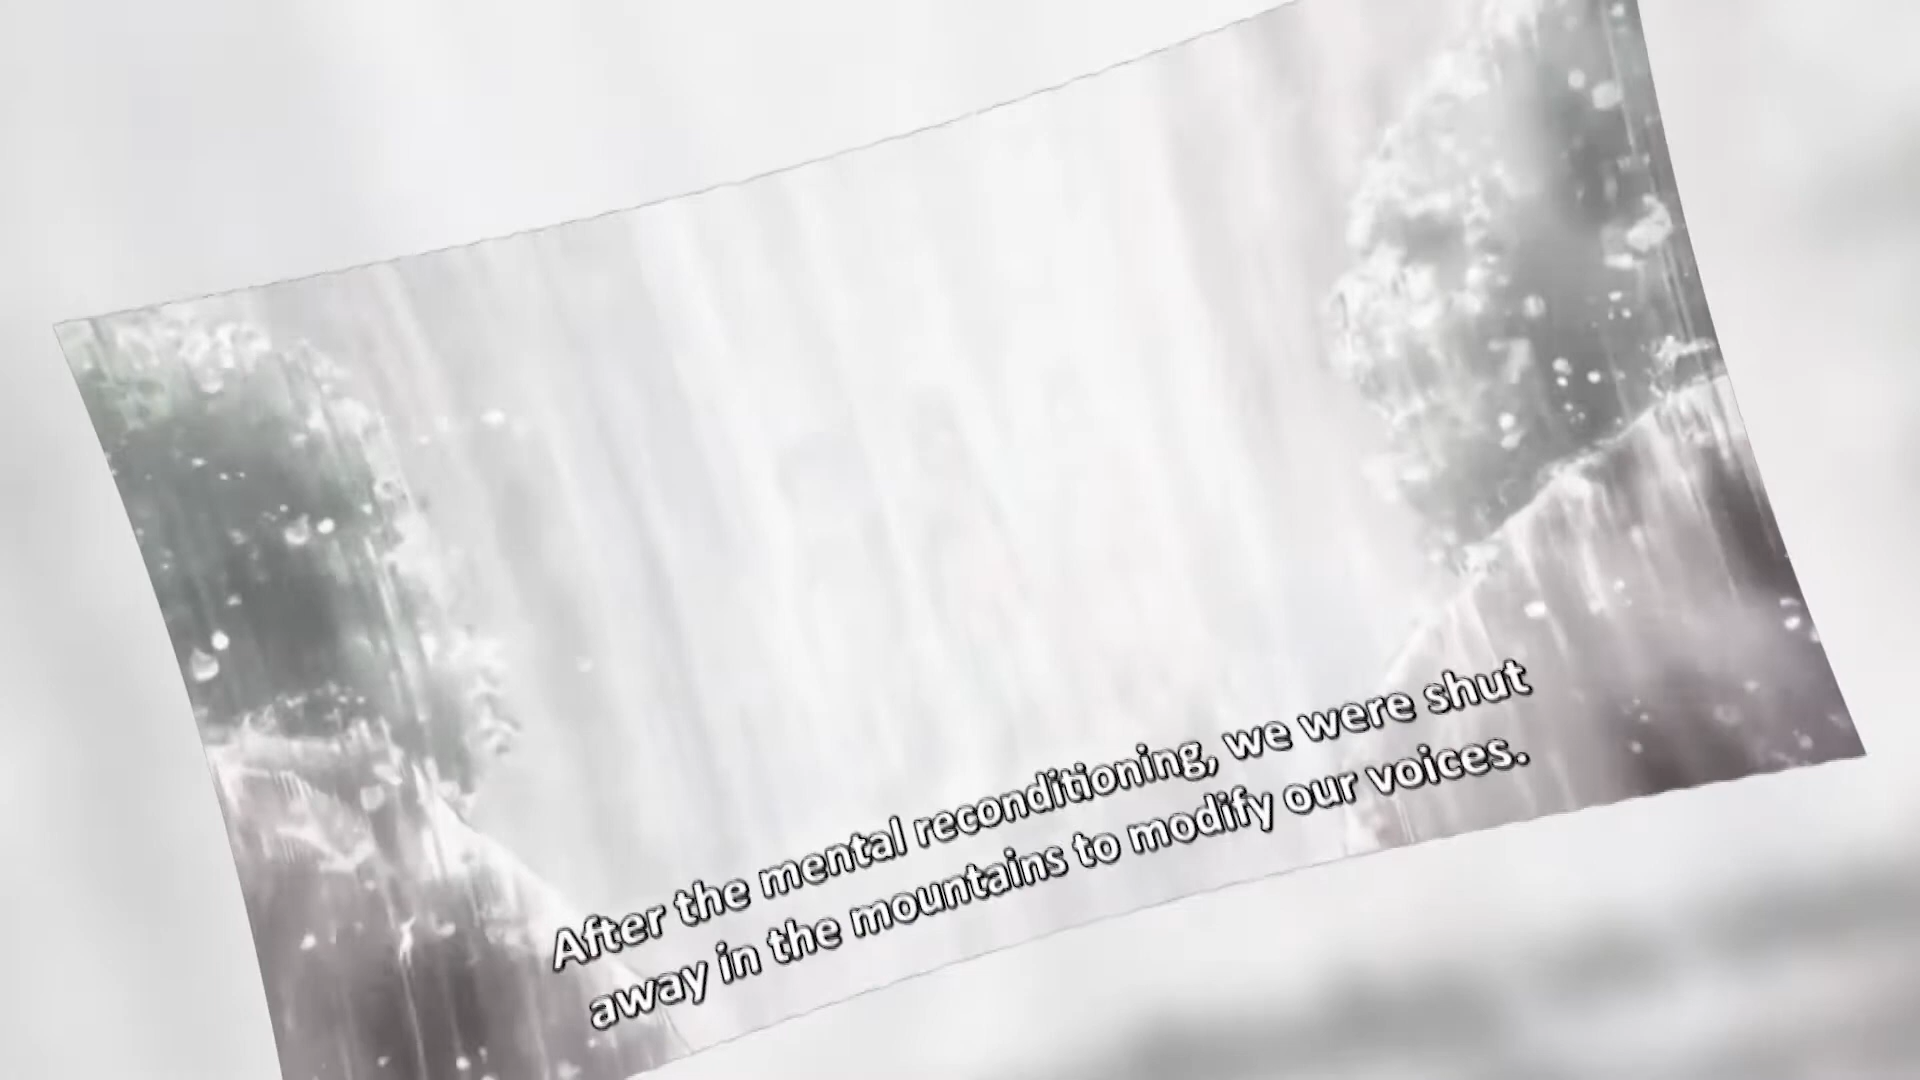 After the mental reconditioning, we were shut
away in the mountains to modify our voices.